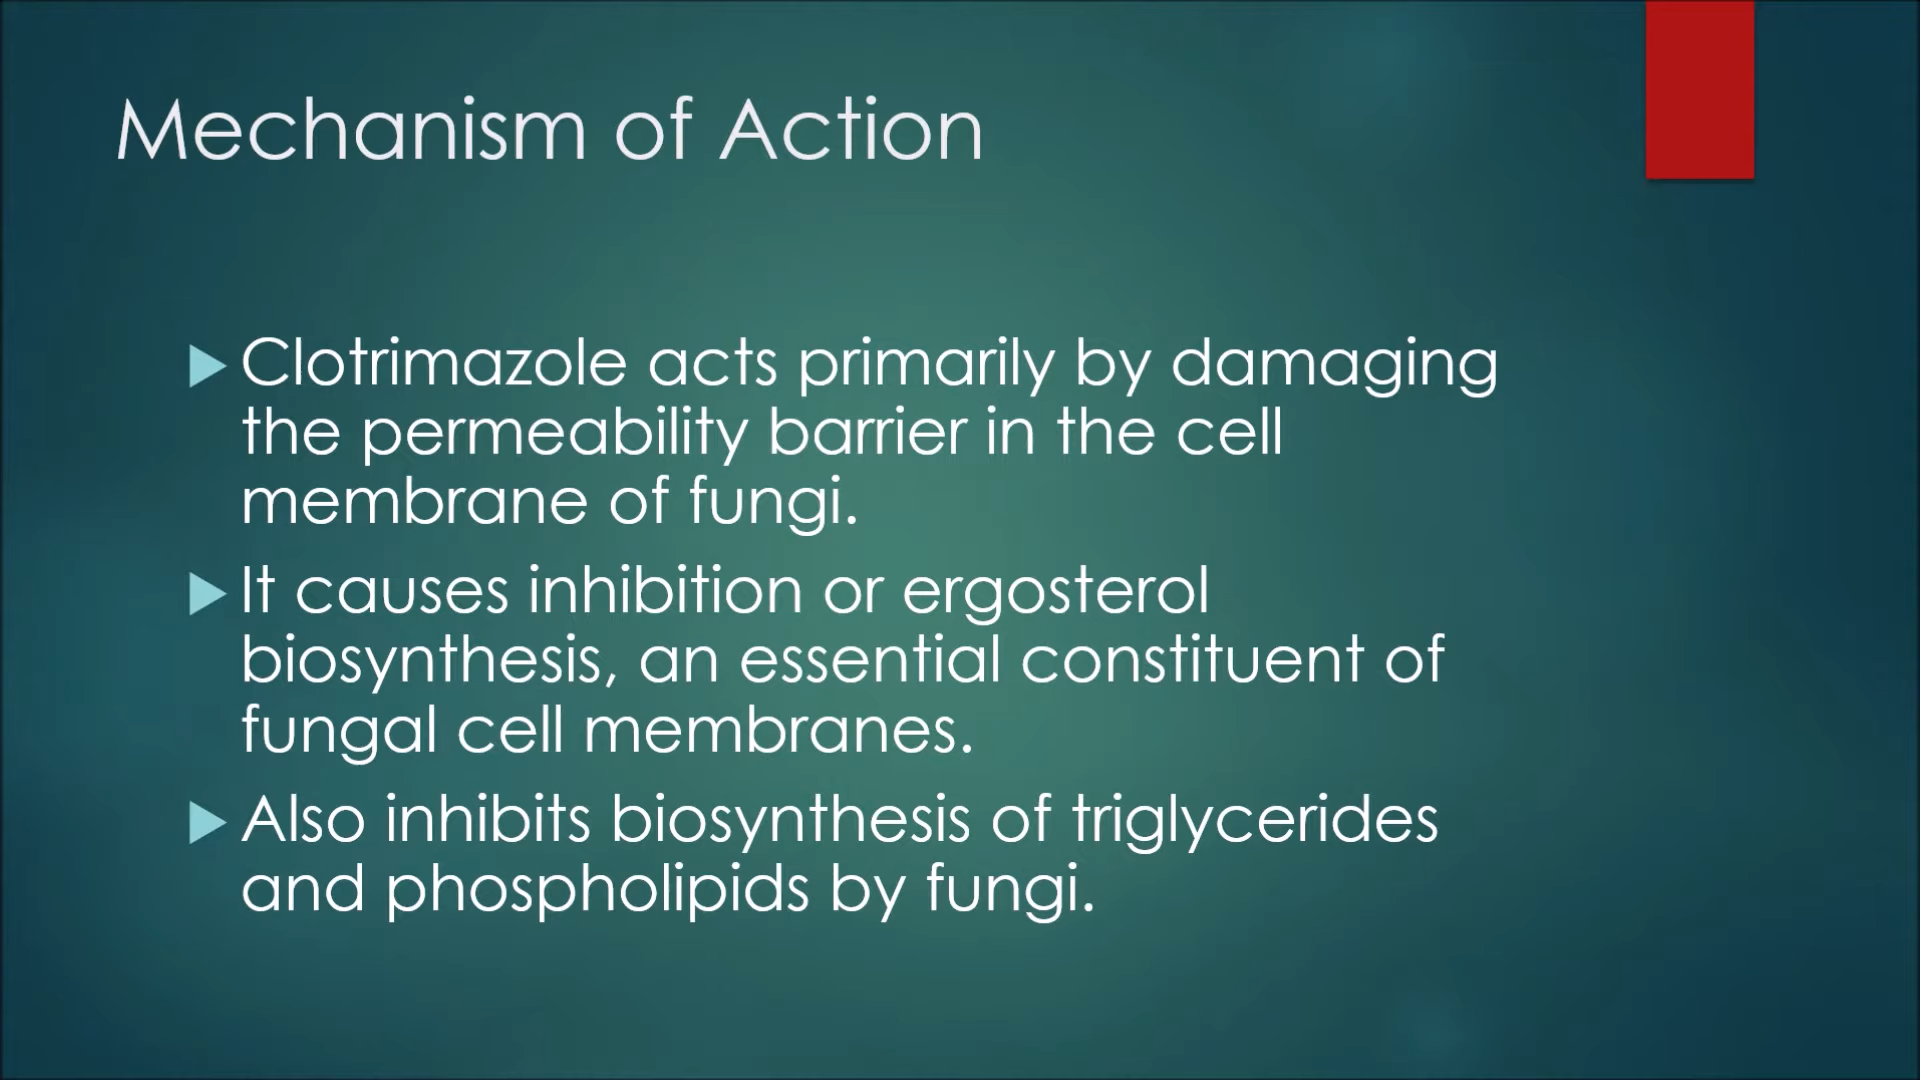 Mechanism of Action
Clotrimazole acts primarily by damaging
the permeability barrier in the cell
membrane of fungi.
It causes inhibition or ergosterol
biosynthesis, an essential constituent of
fungal cell membranes.
Also inhibits biosynthesis of triglycerides
and phospholipids by fungi.